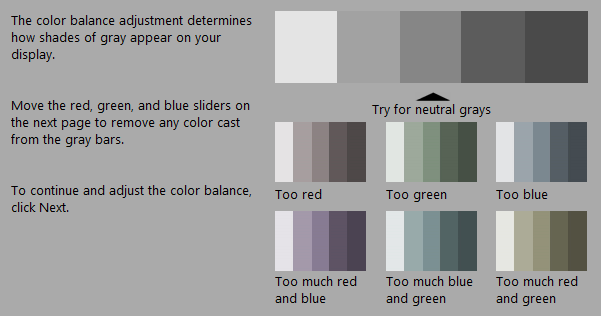 The color balance adjustment determines
how shades of gray appear on your
display.
Move the red, green, and blue sliders on
the next page to remove any color cast
from the gray bars.
To continue and adjust the color balance,
click Next.
Try for neutral grays
Too red
Too green
Too blue
Too much red
and blue
Too much blue
and green
Too much red
and green